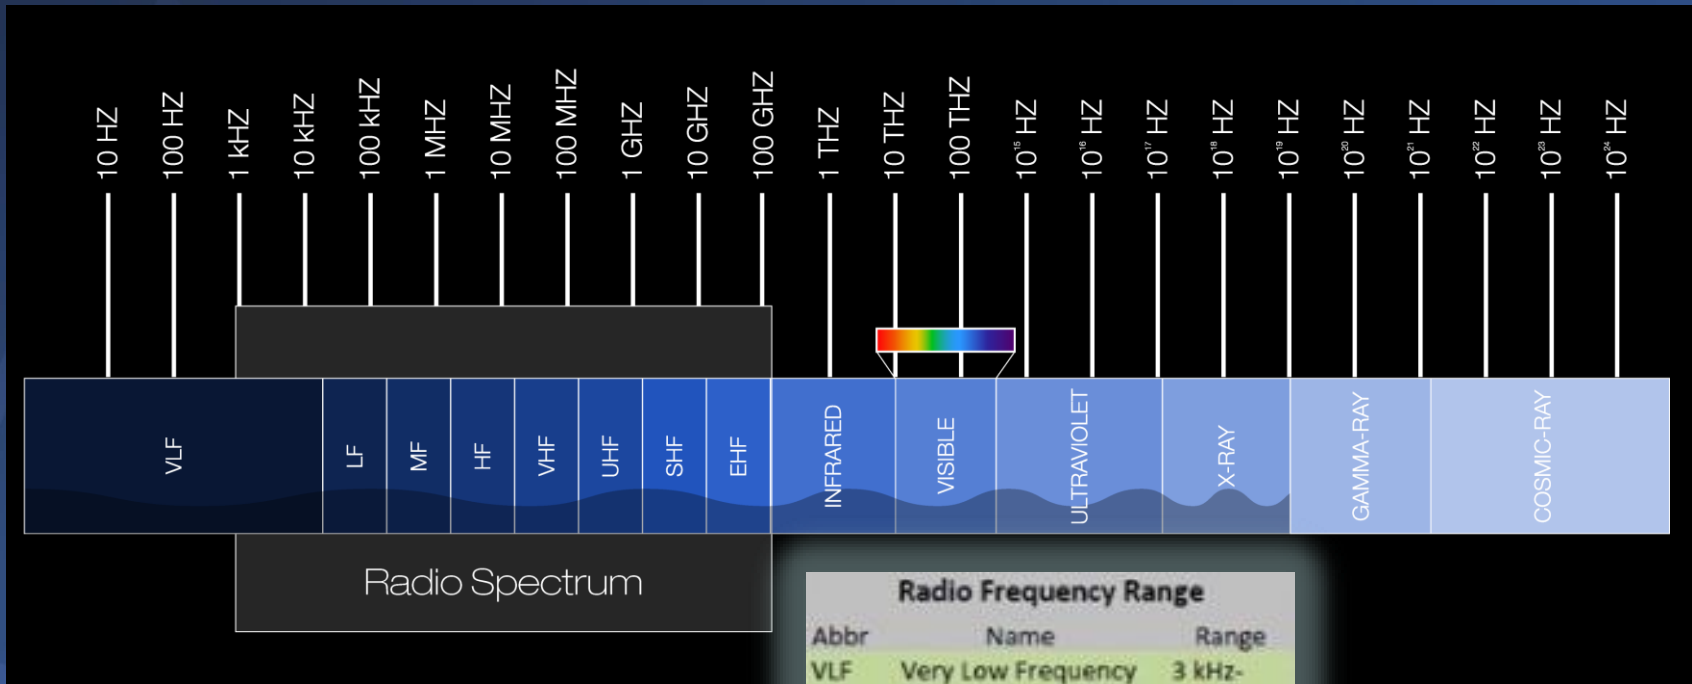 10 HZ
100 HZ
1 kHZ
10 kHZ
100 kHZ
1 MHZ
10 MHZ
100 MHZ
1 GHZ
10 GHZ
100 GHZ
1 THZ
10 THZ
100 THZ
10¹⁵ HZ
10¹⁶ HZ
10¹⁷ HZ
10¹⁸ HZ
10¹⁹ HZ
10²⁰ HZ
10²¹ HZ
10²² HZ
10²³ HZ
10²⁴ HZ
VLF
LF
MF
HF
VHF
UHF
SHF
EHF
INFRARED
VISIBLE
ULTRAVIOLET
X-RAY
GAMMA-RAY
COSMIC-RAY
Radio Spectrum
Radio Frequency Range
Abbr Name Range
VLF Very Low Frequency 3 kHz-